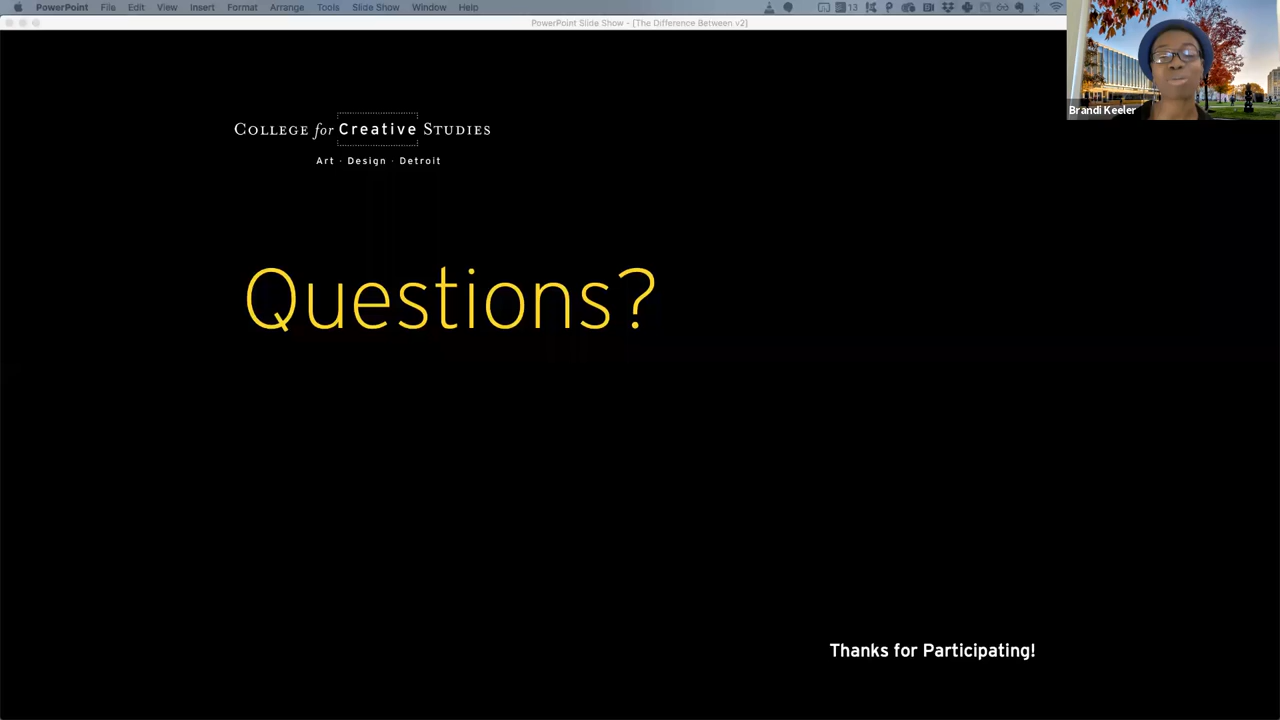 PowerPoint File Edit View Insert Format Arrange Tools Slide Show Window Help 13
PowerPoint Slide Show - [The Difference Between v2]
Brandi Keeler
COLLEGE for Creative STUDIES
Art · Design · Detroit
Questions?
Thanks for Participating!